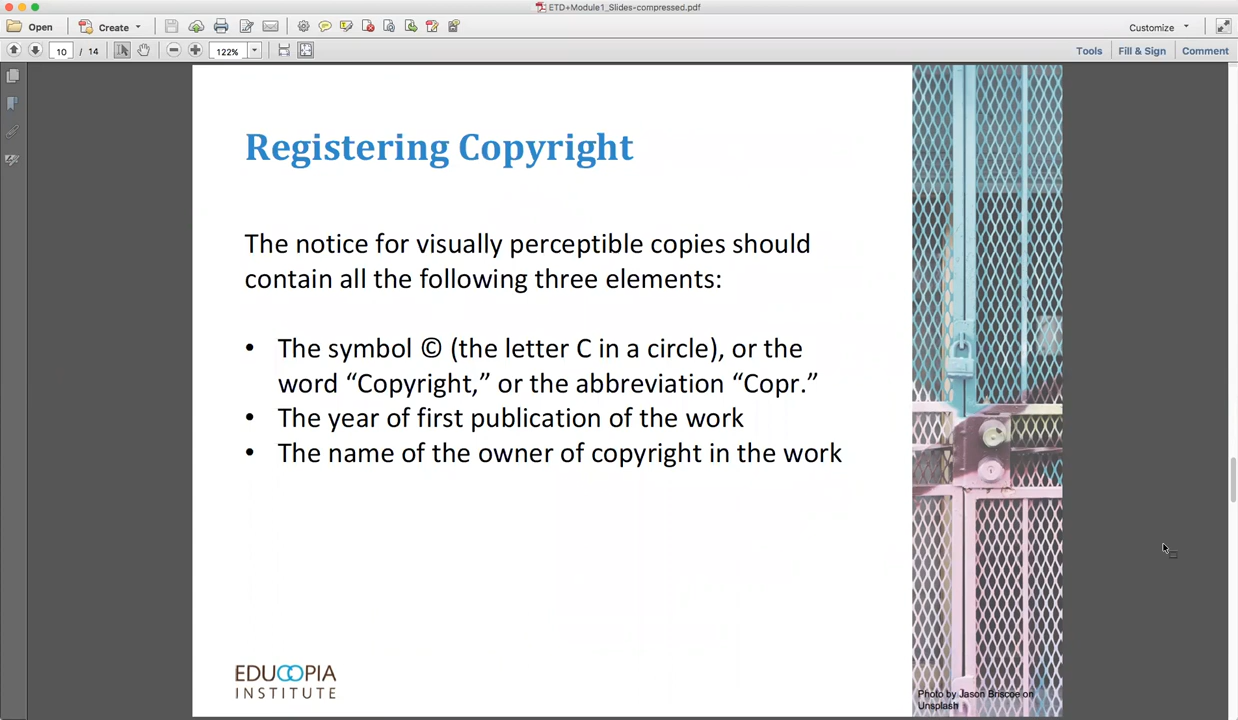 ETD+Module1_Slides-compressed.pdf
Open
Create
Customize
10 / 14
122%
Tools
Fill & Sign
Comment
Registering Copyright
The notice for visually perceptible copies should
contain all the following three elements:
• The symbol © (the letter C in a circle), or the
word “Copyright,” or the abbreviation “Copr.”
• The year of first publication of the work
• The name of the owner of copyright in the work
EDUCOPIA
INSTITUTE
Photo by Jason Briscoe on
Unsplash